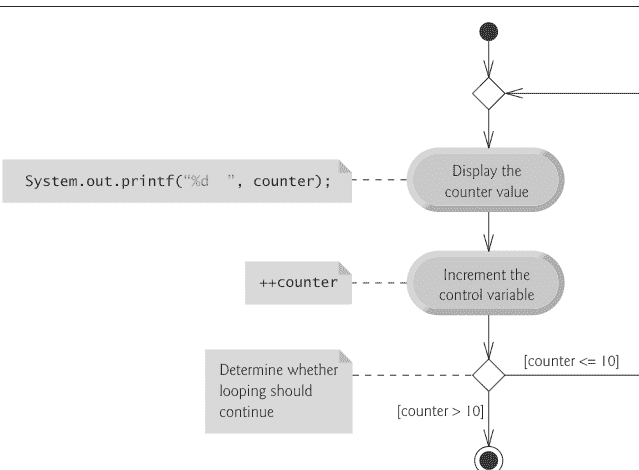 Display the
counter value
System.out.printf(“%d  ”, counter);
Increment the
control variable
++counter
Determine whether
looping should
continue
[counter <= 10]
[counter > 10]